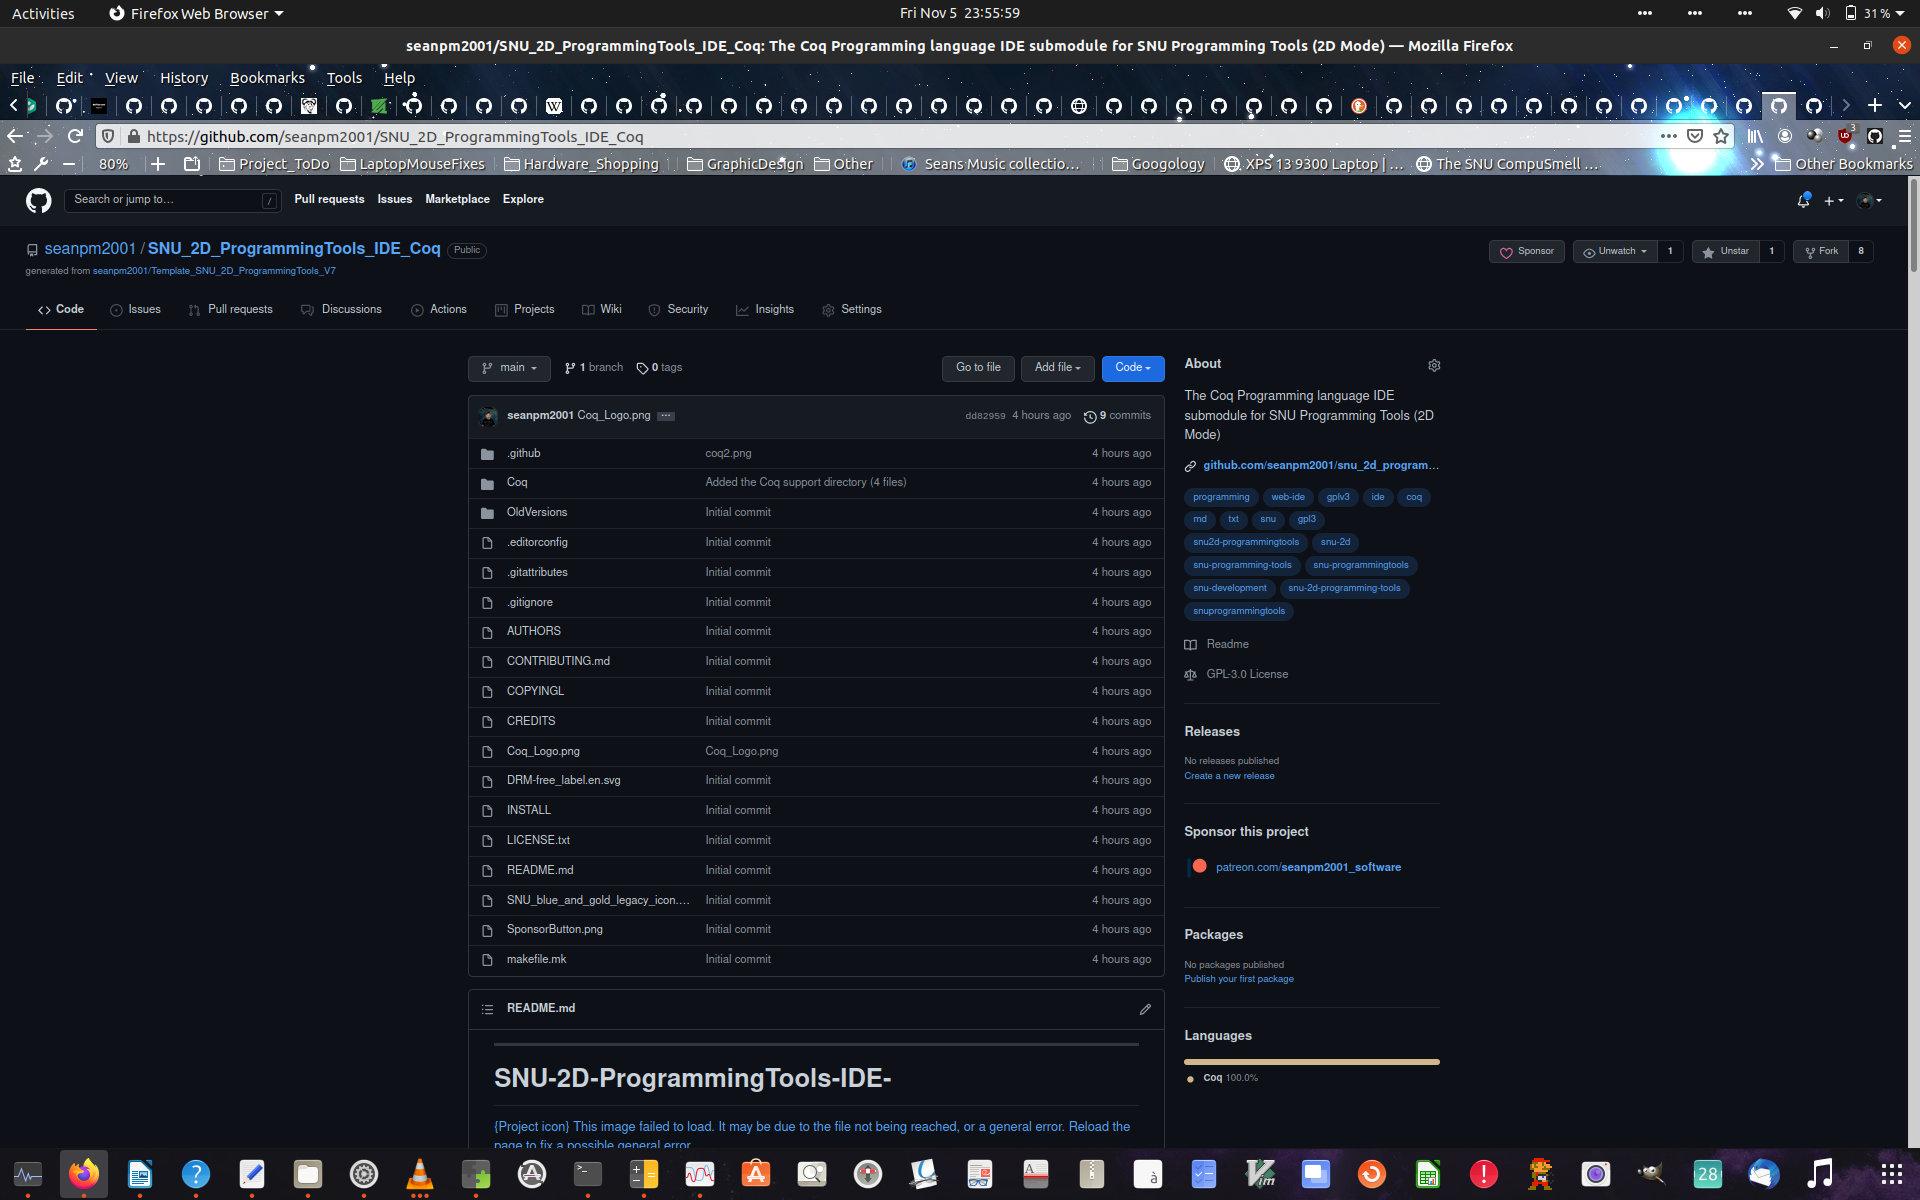 Activities Firefox Web Browser Fri Nov 5 23:55:59 31 %
seanpm2001/SNU_2D_ProgrammingTools_IDE_Coq: The Coq Programming language IDE submodule for SNU Programming Tools (2D Mode) — Mozilla Firefox
File Edit View History Bookmarks Tools Help
https://github.com/seanpm2001/SNU_2D_ProgrammingTools_IDE_Coq 3
80% Project_ToDo LaptopMouseFixes Hardware_Shopping GraphicDesign Other Seans Music collectio... Googology XPS 13 9300 Laptop | ... The SNU CompuSmell ... Other Bookmarks
Search or jump to... / Pull requests Issues Marketplace Explore
seanpm2001 / SNU_2D_ProgrammingTools_IDE_Coq Public Sponsor Unwatch 1 Unstar 1 Fork 8
generated from seanpm2001/Template_SNU_2D_ProgrammingTools_V7
Code Issues Pull requests Discussions Actions Projects Wiki Security Insights Settings
main 1 branch 0 tags Go to file Add file Code
seanpm2001 Coq_Logo.png ... dd82959 4 hours ago 9 commits
.github coq2.png 4 hours ago
Coq Added the Coq support directory (4 files) 4 hours ago
OldVersions Initial commit 4 hours ago
.editorconfig Initial commit 4 hours ago
.gitattributes Initial commit 4 hours ago
.gitignore Initial commit 4 hours ago
AUTHORS Initial commit 4 hours ago
CONTRIBUTING.md Initial commit 4 hours ago
COPYINGL Initial commit 4 hours ago
CREDITS Initial commit 4 hours ago
Coq_Logo.png Coq_Logo.png 4 hours ago
DRM-free_label.en.svg Initial commit 4 hours ago
INSTALL Initial commit 4 hours ago
LICENSE.txt Initial commit 4 hours ago
README.md Initial commit 4 hours ago
SNU_blue_and_gold_legacy_icon.... Initial commit 4 hours ago
SponsorButton.png Initial commit 4 hours ago
makefile.mk Initial commit 4 hours ago
README.md
SNU-2D-ProgrammingTools-IDE-
{Project icon} This image failed to load. It may be due to the file not being reached, or a general error. Reload the
page to fix a possible general error.
About
The Coq Programming language IDE
submodule for SNU Programming Tools (2D
Mode)
github.com/seanpm2001/snu_2d_program...
programming web-ide gplv3 ide coq
md txt snu gpl3
snu2d-programmingtools snu-2d
snu-programming-tools snu-programmingtools
snu-development snu-2d-programming-tools
snuprogrammingtools
Readme
GPL-3.0 License
Releases
No releases published
Create a new release
Sponsor this project
patreon.com/seanpm2001_software
Packages
No packages published
Publish your first package
Languages
Coq 100.0%
28